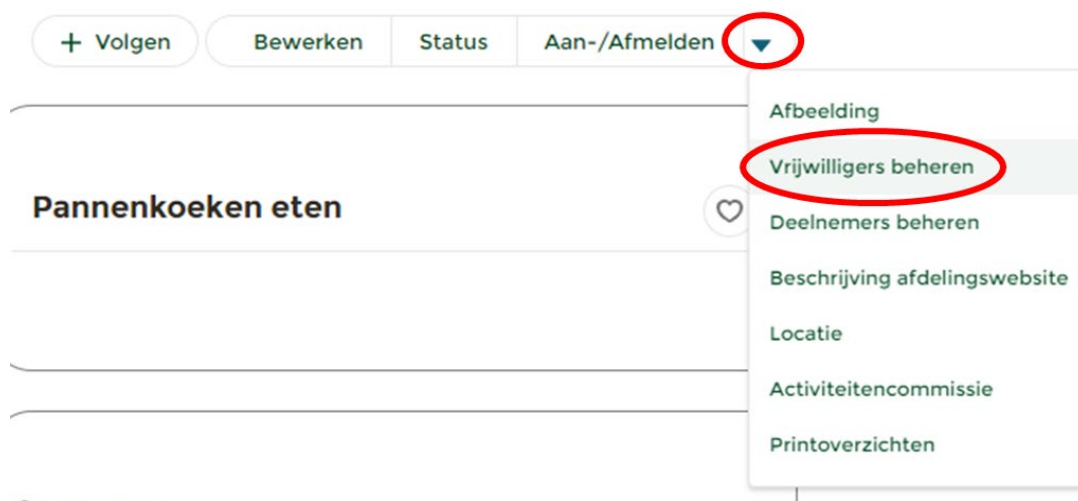 + Volgen Bewerken Status Aan-/Afmelden
Afbeelding
Vrijwilligers beheren
Pannenkoeken eten
Deelnemers beheren
Beschrijving afdelingswebsite
Locatie
Activiteitencommissie
Printoverzichten